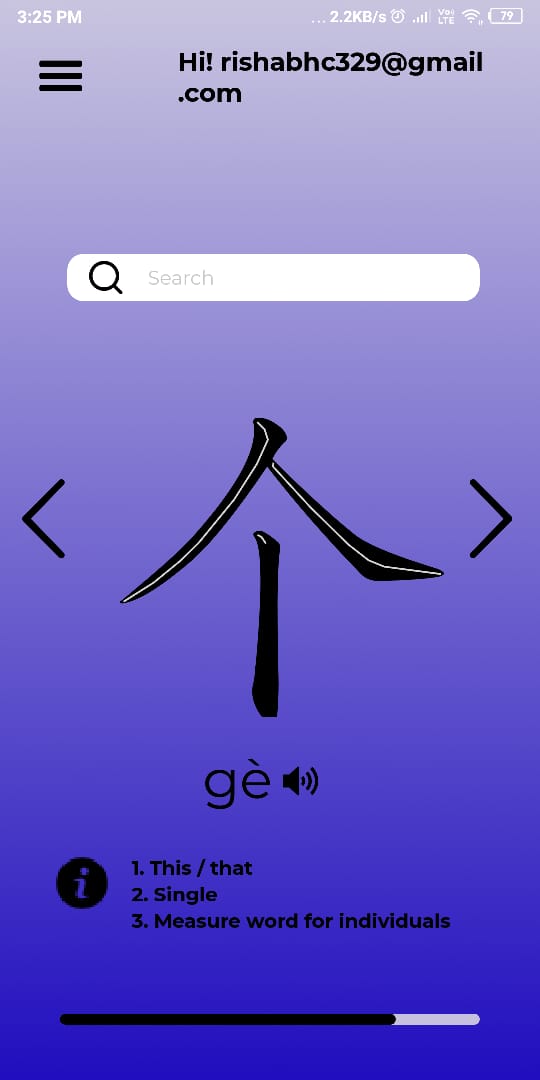 3:25 PM
... 2.2KB/s Vo) LTE 79
Hi! rishabhc329@gmail
.com
Search
个
gè
1. This / that
2. Single
3. Measure word for individuals